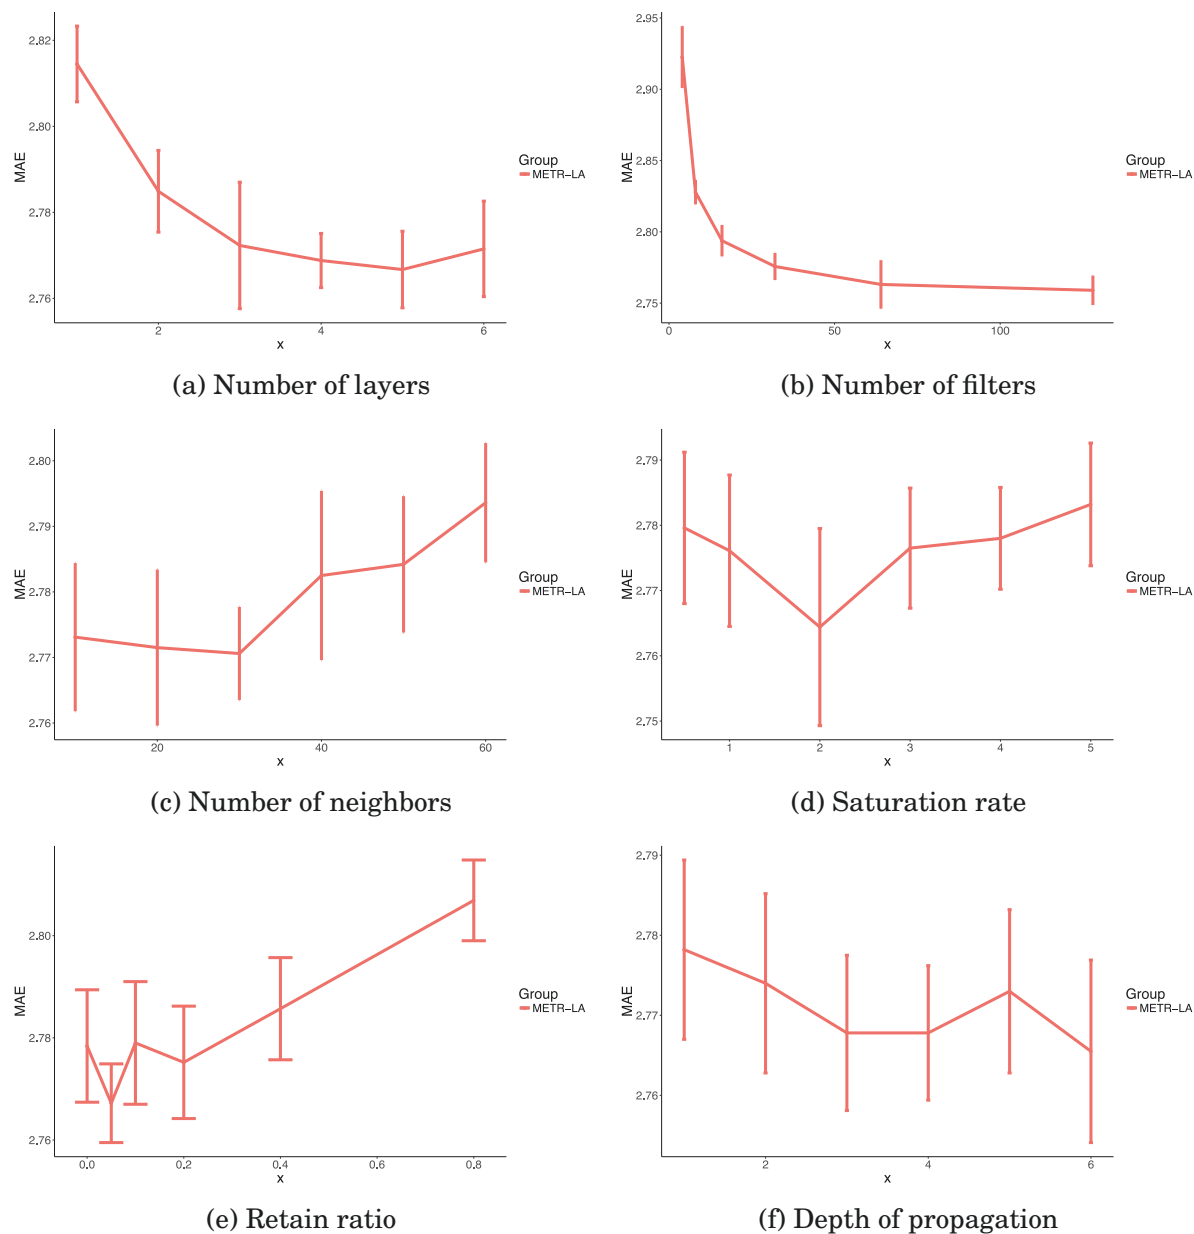 2.82
2.80
2.78
2.76
MAE
2
4
6
x
Group
METR-LA
(a) Number of layers
2.95
2.90
2.85
2.80
2.75
MAE
0
50
100
x
Group
METR-LA
(b) Number of filters
2.80
2.79
2.78
2.77
2.76
MAE
20
40
60
x
Group
METR-LA
(c) Number of neighbors
2.79
2.78
2.77
2.76
2.75
MAE
1
2
3
4
5
x
Group
METR-LA
(d) Saturation rate
2.80
2.78
2.76
MAE
0.0
0.2
0.4
0.6
0.8
x
Group
METR-LA
(e) Retain ratio
2.79
2.78
2.77
2.76
MAE
2
4
6
x
Group
METR-LA
(f) Depth of propagation